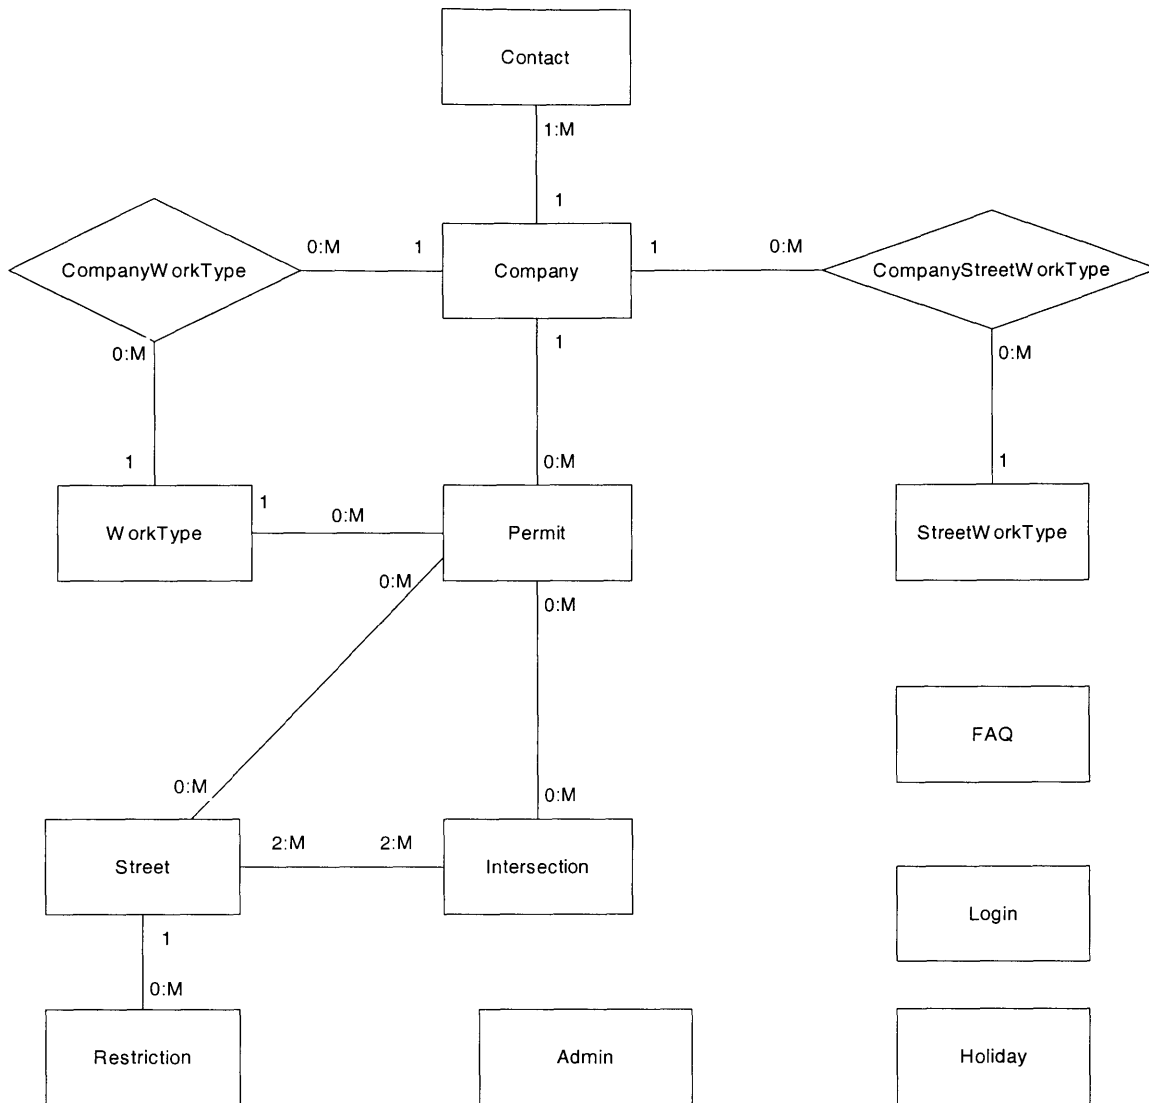 Contact
1:M
1
0:M 1 Company 1 0:M
CompanyWorkType
CompanyStreetWorkType
0:M
1
0:M
1
0:M
1
WorkType
1
0:M
Permit
StreetWorkType
0:M
0:M
FAQ
0:M
0:M
Street
2:M
2:M
Intersection
Login
1
0:M
Restriction
Admin
Holiday